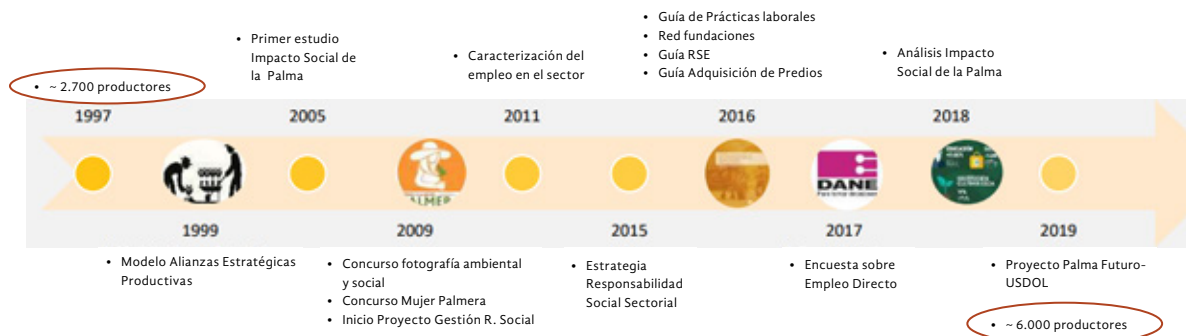 • ~ 2.700 productores
1997
• Modelo Alianzas Estratégicas
Productivas
1999
• Primer estudio
Impacto Social de
la Palma
2005
2009
• Concurso fotografía ambiental
y social
• Concurso Mujer Palmera
• Inicio Proyecto Gestión R. Social
• Caracterización del
empleo en el sector
2011
2015
• Estrategia
Responsabilidad
Social Sectorial
• Guía de Prácticas laborales
• Red fundaciones
• Guía RSE
• Guía Adquisición de Predios
2016
DANE
2017
• Encuesta sobre
Empleo Directo
• Análisis Impacto
Social de la Palma
2018
2019
• Proyecto Palma Futuro-
USDOL
• ~ 6.000 productores